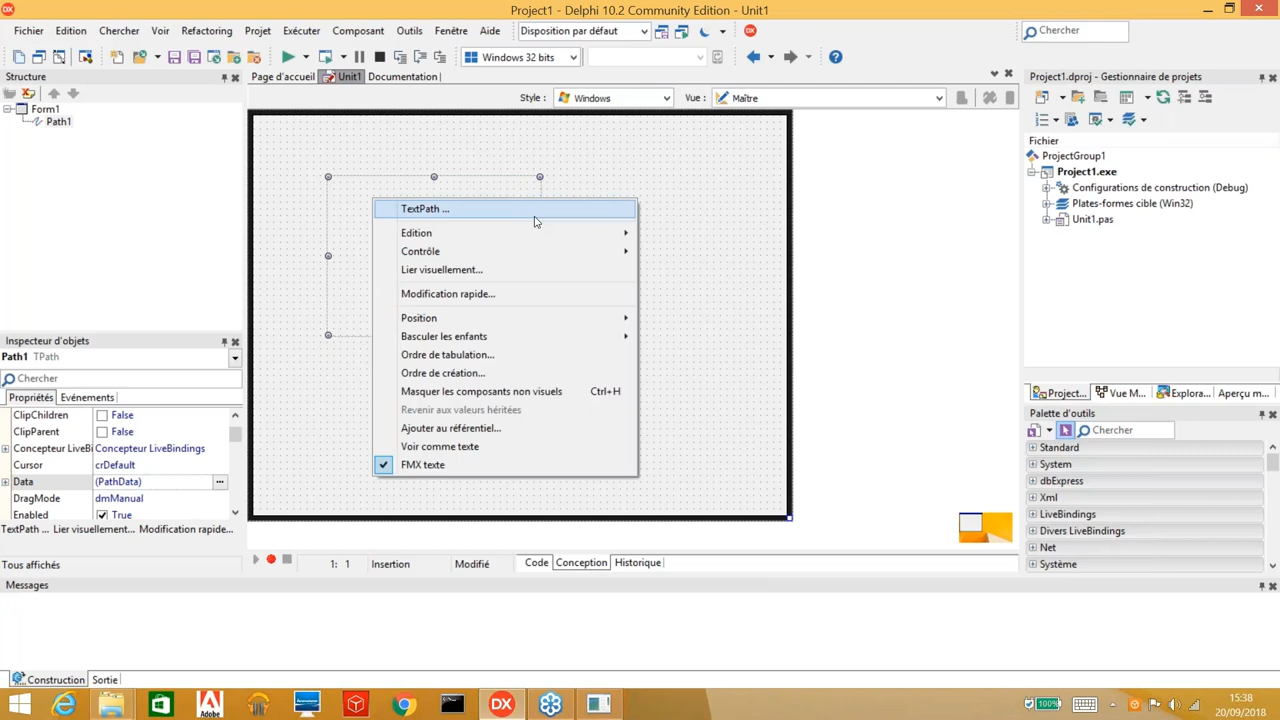 Project1 - Delphi 10.2 Community Edition - Unit1
Fichier Edition Chercher Voir Refactoring Projet Exécuter Composant Outils Fenêtre Aide Disposition par défaut Chercher
Windows 32 bits
Structure
Page d'accueil Unit1 Documentation
Project1.dproj - Gestionnaire de projets
Style : Windows Vue : Maître
Form1
Path1
Fichier
ProjectGroup1
Project1.exe
Configurations de construction (Debug)
Plates-formes cible (Win32)
Unit1.pas
TextPath ...
Edition
Contrôle
Lier visuellement...
Modification rapide...
Position
Basculer les enfants
Ordre de tabulation...
Ordre de création...
Masquer les composants non visuels Ctrl+H
Revenir aux valeurs héritées
Ajouter au référentiel...
Voir comme texte
FMX texte
Inspecteur d'objets
Path1 TPath
Chercher
Propriétés Evénements
ClipChildren False
ClipParent False
Concepteur LiveBi Concepteur LiveBindings
Cursor crDefault
Data (PathData) ...
DragMode dmManual
Enabled True
TextPath ... Lier visuellement... Modification rapide...
Tous affichés
Project... Vue M... Explora... Aperçu m...
Palette d'outils
Chercher
Standard
System
dbExpress
Xml
LiveBindings
Divers LiveBindings
Net
Système
1: 1 Insertion Modifié Code Conception Historique
Messages
Construction Sortie
Adobe
DX
100%
15:38
20/09/2018